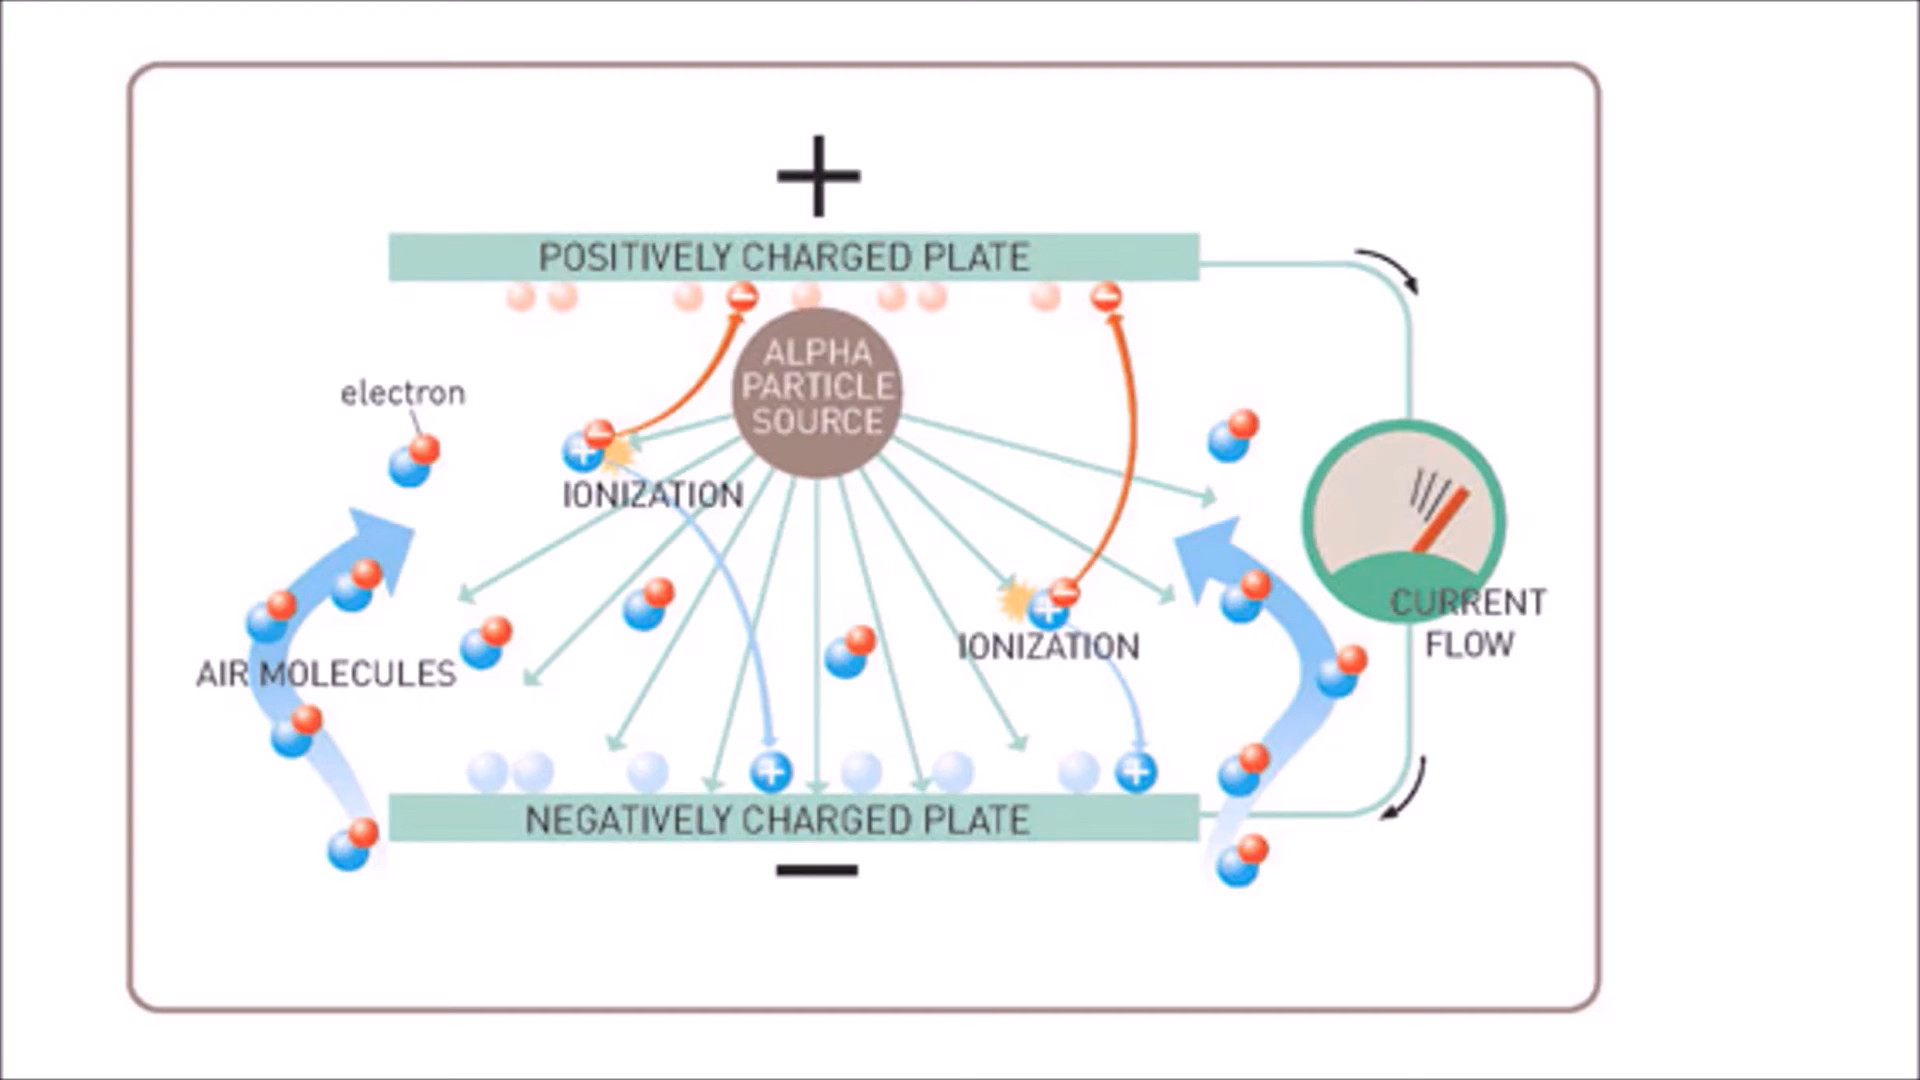 +
POSITIVELY CHARGED PLATE
ALPHA
PARTICLE
SOURCE
electron
IONIZATION
AIR MOLECULES
IONIZATION
CURRENT
FLOW
NEGATIVELY CHARGED PLATE
−